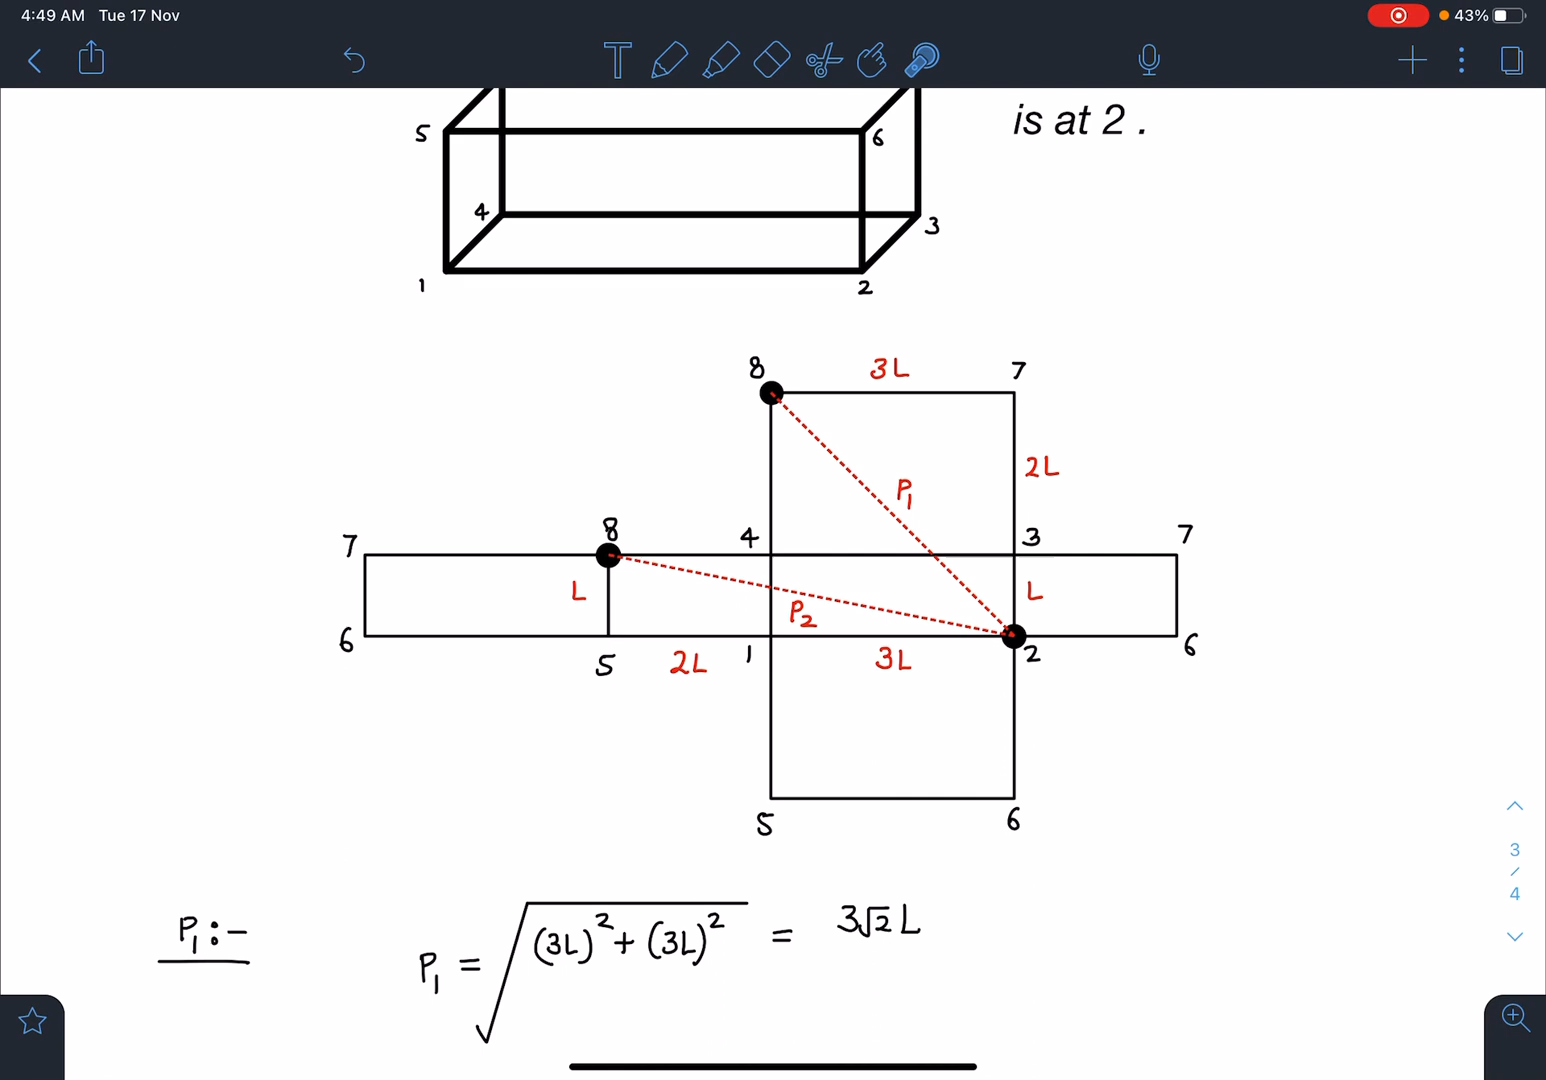 4:49 AM Tue 17 Nov
43%
T
is at 2 .
5
6
4
3
1
2
8
3L
7
2L
P₁
7
8
4
3
7
L
L
P₂
6
5
2L
1
3L
2
6
5
6
3
/
4
P₁ :-
P₁ = √(3L)² + (3L)² = 3√2 L